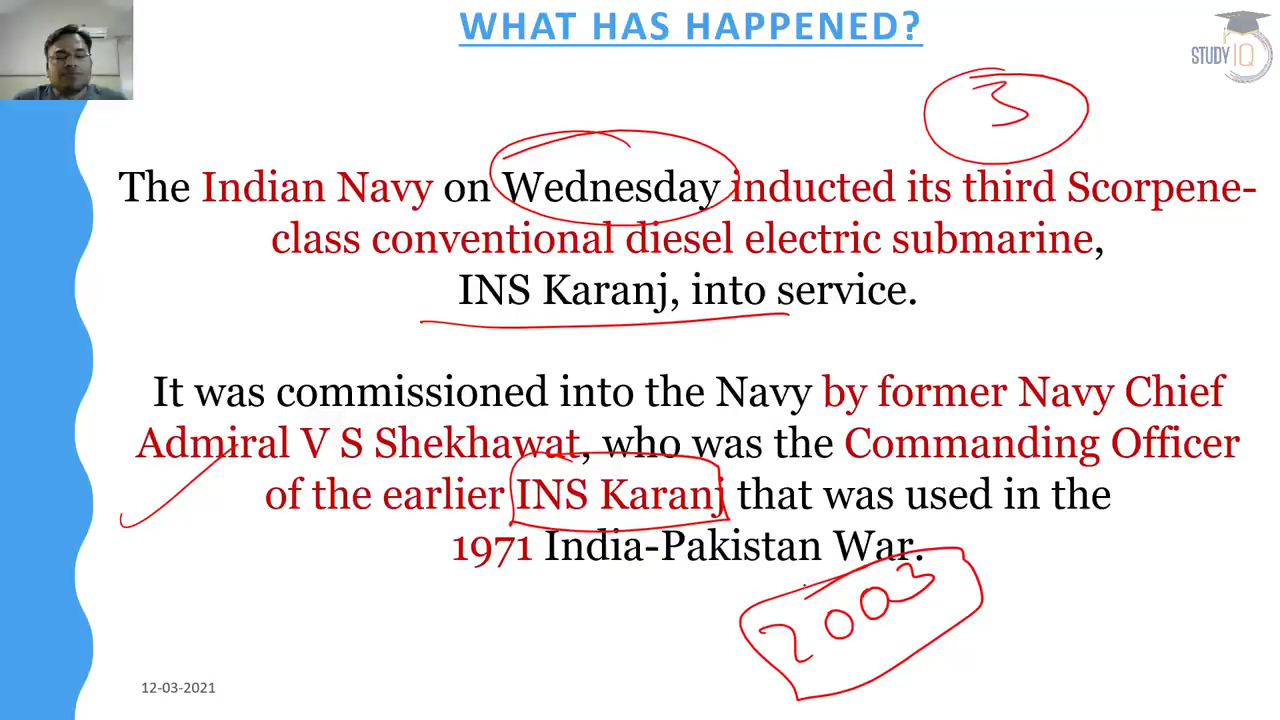 WHAT HAS HAPPENED?
STUDY IQ
3
The Indian Navy on Wednesday inducted its third Scorpene-
class conventional diesel electric submarine,
INS Karanj, into service.
It was commissioned into the Navy by former Navy Chief
Admiral V S Shekhawat, who was the Commanding Officer
of the earlier INS Karanj that was used in the
1971 India-Pakistan War.
2003
12-03-2021